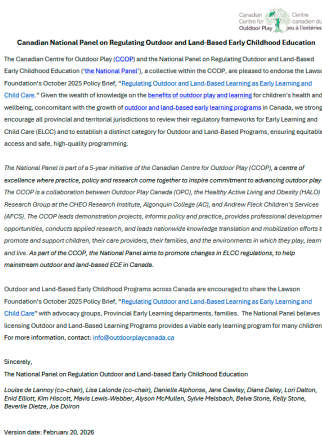 Canadian Centre for Outdoor Play
Centre canadien du jeu à l'extérieur
Canadian National Panel on Regulating Outdoor and Land-Based Early Childhood Education
The Canadian Centre for Outdoor Play (CCOP) and the National Panel on Regulating Outdoor and Land-Based
Early Childhood Education ('the National Panel'), a collective within the CCOP, are pleased to endorse the Lawson
Foundation's October 2025 Policy Brief, "Regulating Outdoor and Land-Based Learning as Early Learning and
Child Care." Given the wealth of knowledge on the benefits of outdoor play and learning for children's health and
wellbeing, concomitant with the growth of outdoor and land-based early learning programs in Canada, we strong
encourage all provincial and territorial jurisdictions to review their regulatory frameworks for Early Learning and
Child Care (ELCC) and to establish a distinct category for Outdoor and Land-Based Programs, ensuring equitable
access and safe, high-quality programming.
The National Panel is part of a 5-year initiative of the Canadian Centre for Outdoor Play (CCOP), a centre of
excellence where practice, policy and research come together to inspire commitment to advancing outdoor play
The CCOP is a collaboration between Outdoor Play Canada (OPC), the Healthy Active Living and Obesity (HALO)
Research Group at the CHEO Research Institute, Algonquin College (AC), and Andrew Fleck Children's Services
(AFCS). The CCOP leads demonstration projects, informs policy and practice, provides professional developmen
opportunities, conducts applied research, and leads nationwide knowledge translation and mobilization efforts t
promote and support children, their care providers, their families, and the environments in which they play, learn
and live. As part of the CCOP, the National Panel aims to promote changes in ELCC regulations, to help
mainstream outdoor and land-based ECE in Canada.
Outdoor and Land-Based Early Childhood Programs across Canada are encouraged to share the Lawson
Foundation's October 2025 Policy Brief, "Regulating Outdoor and Land-Based Learning as Early Learning and
Child Care" with advocacy groups, Provincial Early Learning departments, families. The National Panel believes
licensing Outdoor and Land-Based Learning Programs provides a viable early learning program for many children
For more information, contact: info@outdoorplaycanada.ca
Sincerely,
The National Panel on Regulation Outdoor and Land-based Early Childhood Education
Louise de Lannoy (co-chair), Lisa Lalonde (co-chair), Danielle Alphonse, Jane Cawley, Diane Daley, Lori Dalton,
Enid Elliott, Kim Hiscott, Mavis Lewis-Webber, Alyson McMullen, Sylvie Melsbach, Belva Stone, Kelly Stone,
Beverlie Dietze, Joe Doiron
Version date: February 20, 2026